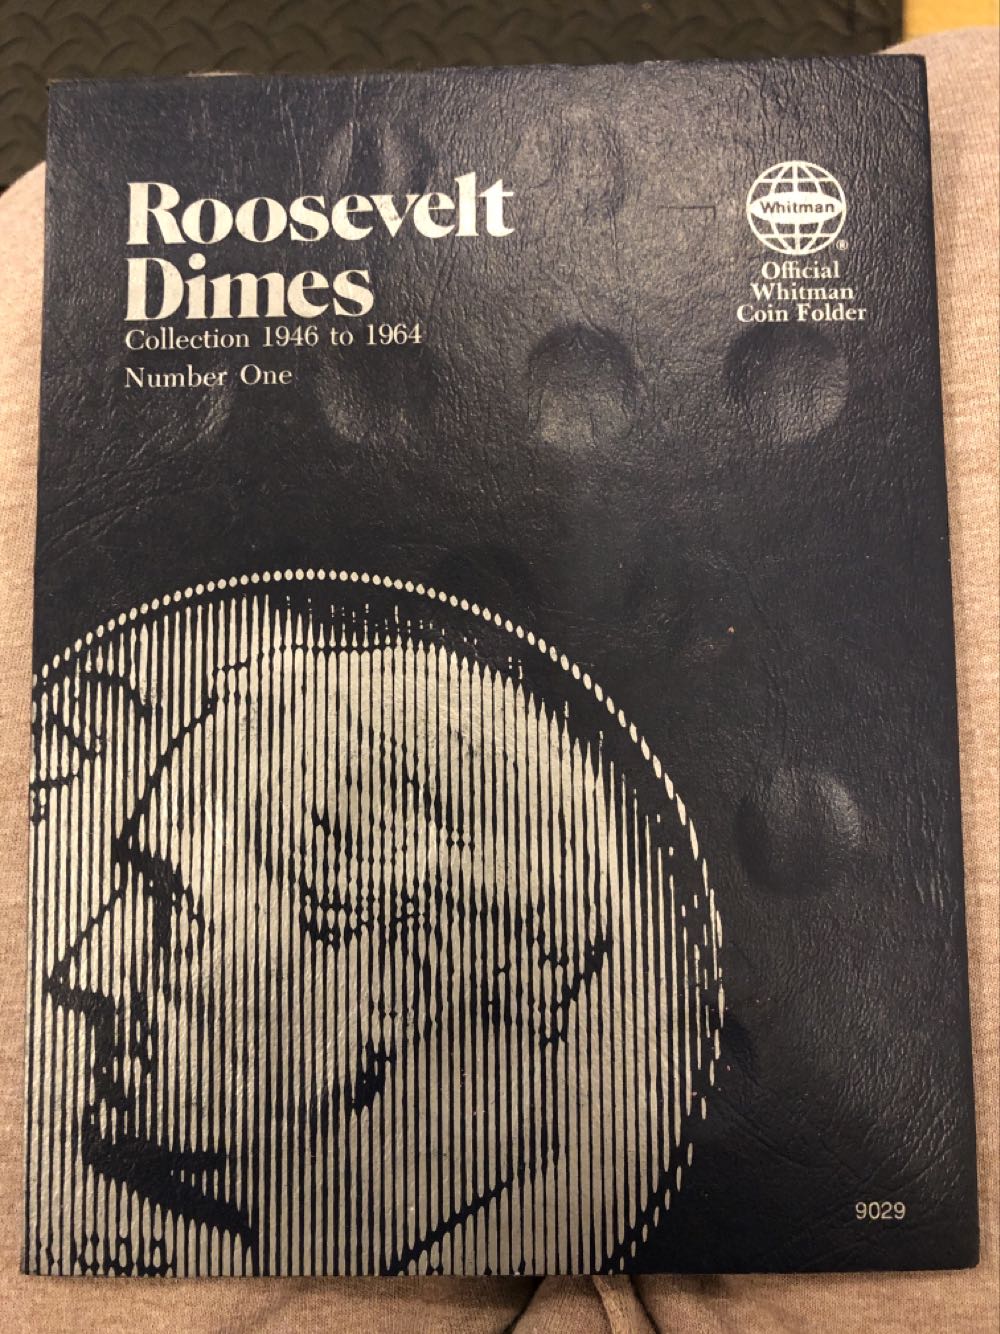 Roosevelt
Dimes
Collection 1946 to 1964
Number One
Whitman
®
Official
Whitman
Coin Folder
9029